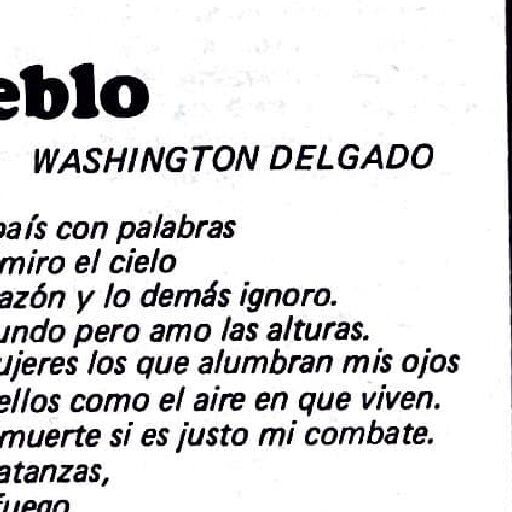 eblo
WASHINGTON DELGADO
país con palabras
miro el cielo
azón y lo demás ignoro.
undo pero amo las alturas.
ujeres los que alumbran mis ojos
ellos como el aire en que viven.
muerte si es justo mi combate.
atanzas,
fuego